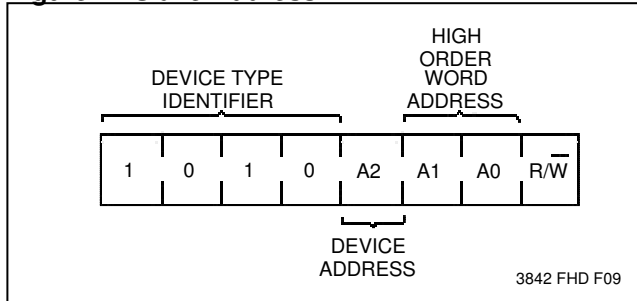 HIGH
ORDER
DEVICE TYPE WORD
IDENTIFIER ADDRESS
1 0 1 0 A2 A1 A0 R/W̅
DEVICE
ADDRESS
3842 FHD F09